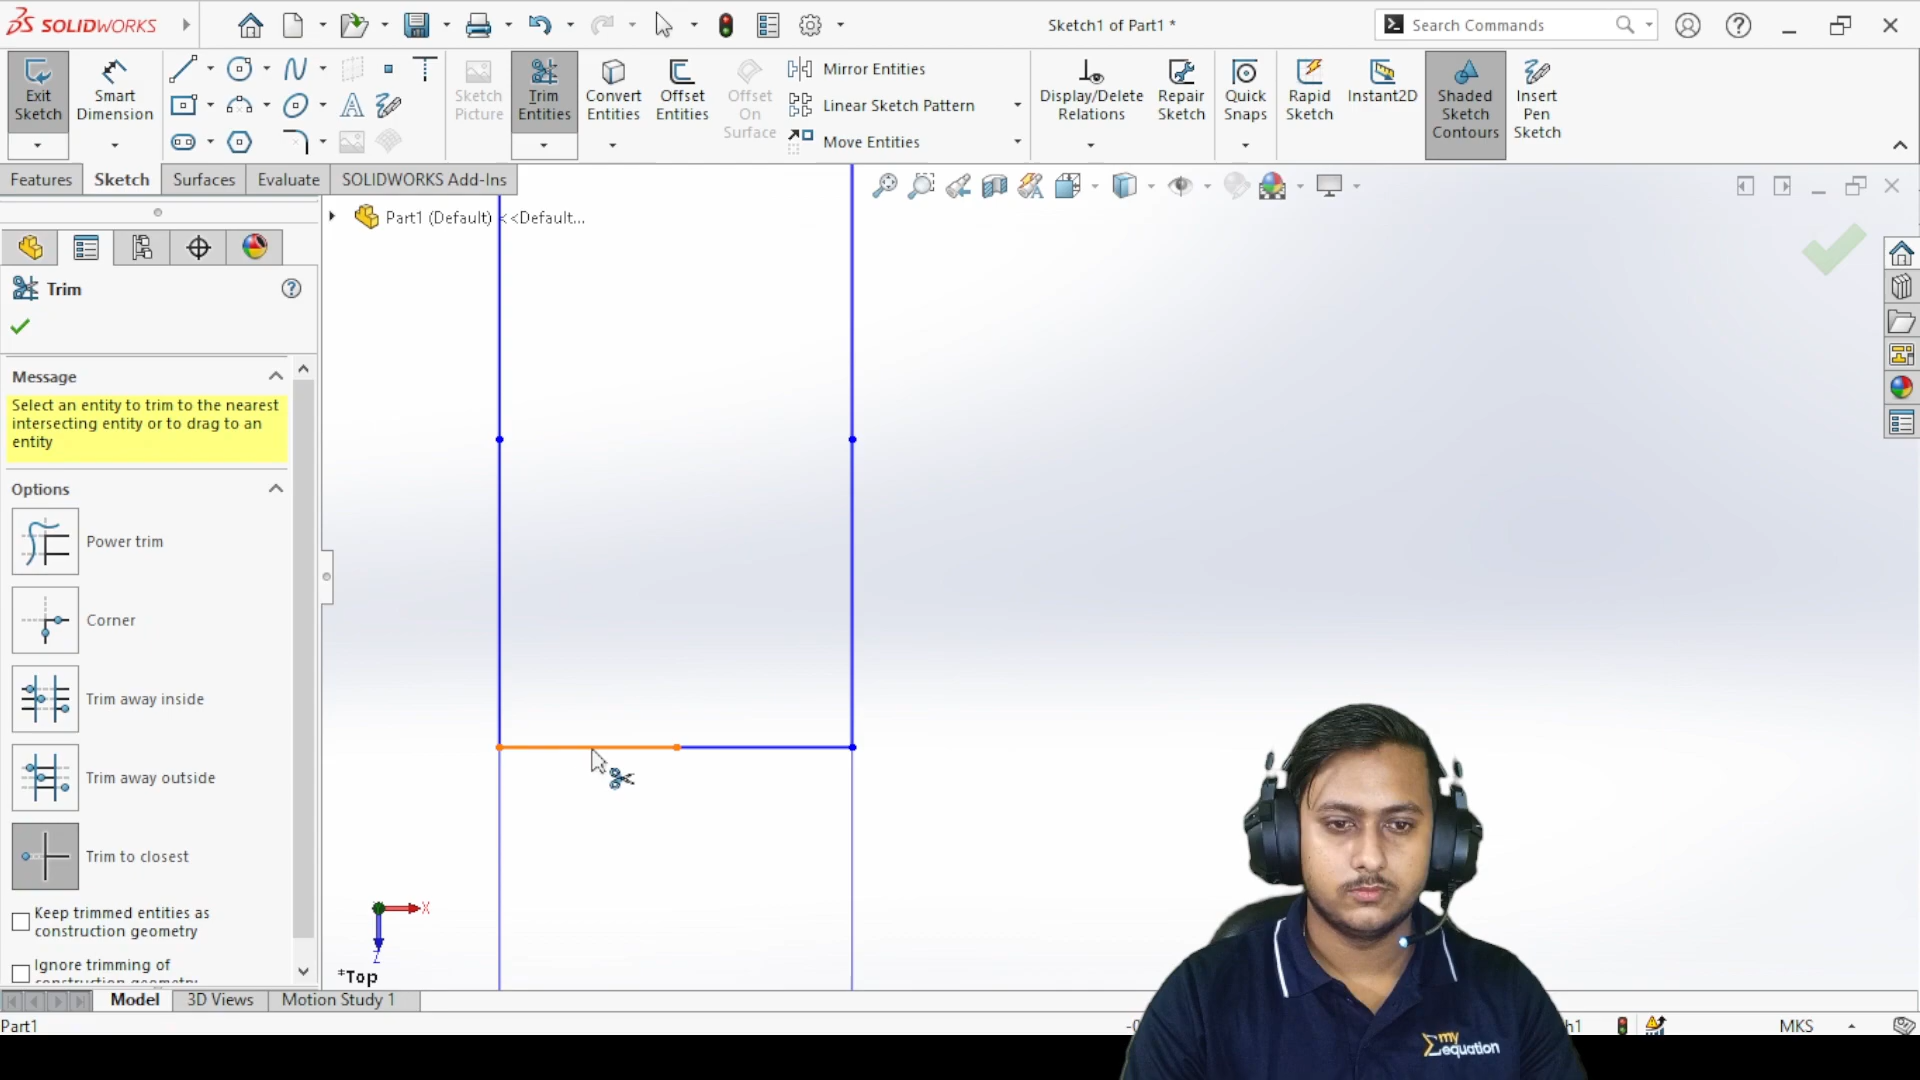 SOLIDWORKS
Sketch1 of Part1 *
Search Commands
Exit Sketch
Smart Dimension
Sketch Picture
Trim Entities
Convert Entities
Offset Entities
Offset On Surface
Mirror Entities
Linear Sketch Pattern
Move Entities
Display/Delete Relations
Repair Sketch
Quick Snaps
Rapid Sketch
Instant2D
Shaded Sketch Contours
Insert Pen Sketch
Features Sketch Surfaces Evaluate SOLIDWORKS Add-Ins
Part1 (Default) <<Default...
Trim
Message
Select an entity to trim to the nearest
intersecting entity or to drag to an
entity
Options
Power trim
Corner
Trim away inside
Trim away outside
Trim to closest
Keep trimmed entities as
construction geometry
Ignore trimming of
construction geometry
X
Z
*Top
Model 3D Views Motion Study 1
Part1
MKS
my
equation